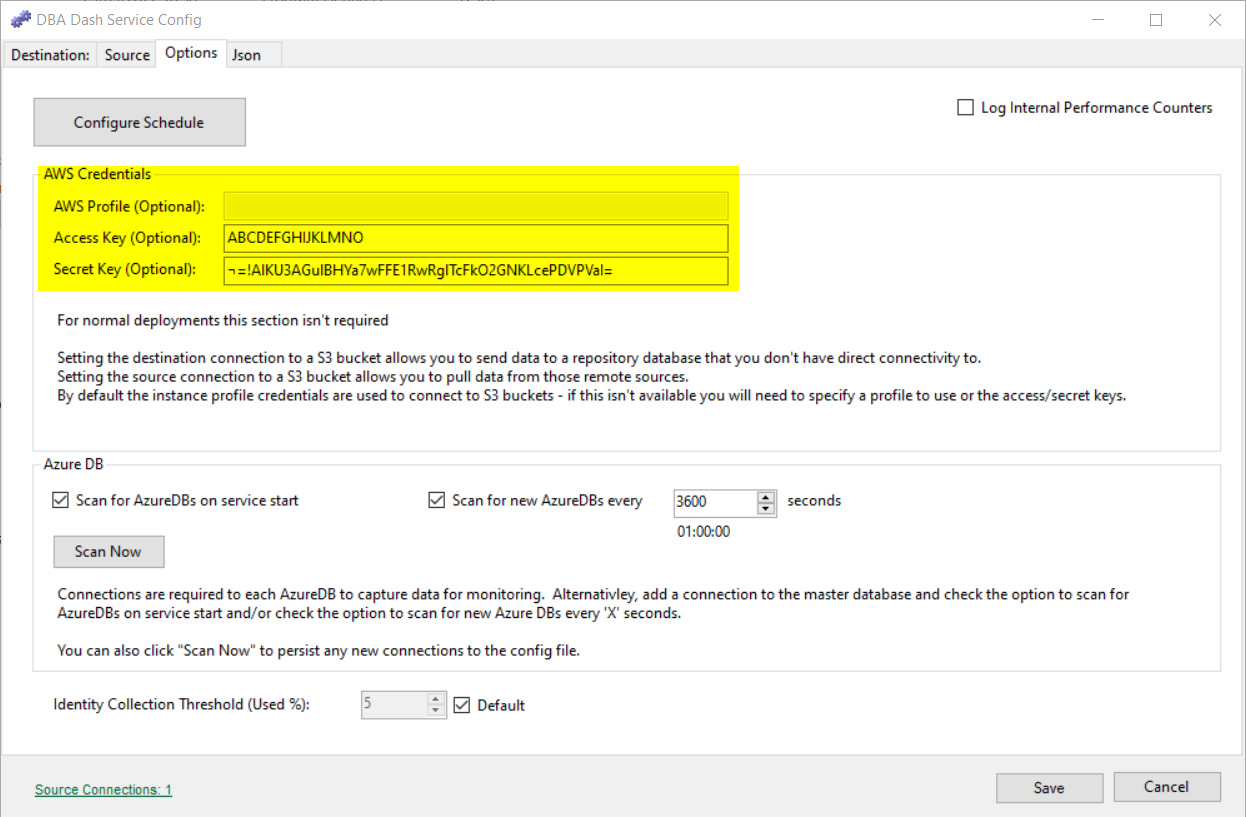 DBA Dash Service Config
Destination: Source Options Json
Configure Schedule
Log Internal Performance Counters
AWS Credentials
AWS Profile (Optional):
Access Key (Optional): ABCDEFGHIJKLMNO
Secret Key (Optional): ¬=!AIKU3AGuIBHYa7wFFE1RwRgITcFkO2GNKLcePDVPVaI=
For normal deployments this section isn't required
Setting the destination connection to a S3 bucket allows you to send data to a repository database that you don't have direct connectivity to.
Setting the source connection to a S3 bucket allows you to pull data from those remote sources.
By default the instance profile credentials are used to connect to S3 buckets - if this isn't available you will need to specify a profile to use or the access/secret keys.
Azure DB
Scan for AzureDBs on service start Scan for new AzureDBs every 3600 seconds
01:00:00
Scan Now
Connections are required to each AzureDB to capture data for monitoring. Alternativley, add a connection to the master database and check the option to scan for
AzureDBs on service start and/or check the option to scan for new Azure DBs every 'X' seconds.
You can also click "Scan Now" to persist any new connections to the config file.
Identity Collection Threshold (Used %): 5 Default
Source Connections: 1
Save Cancel